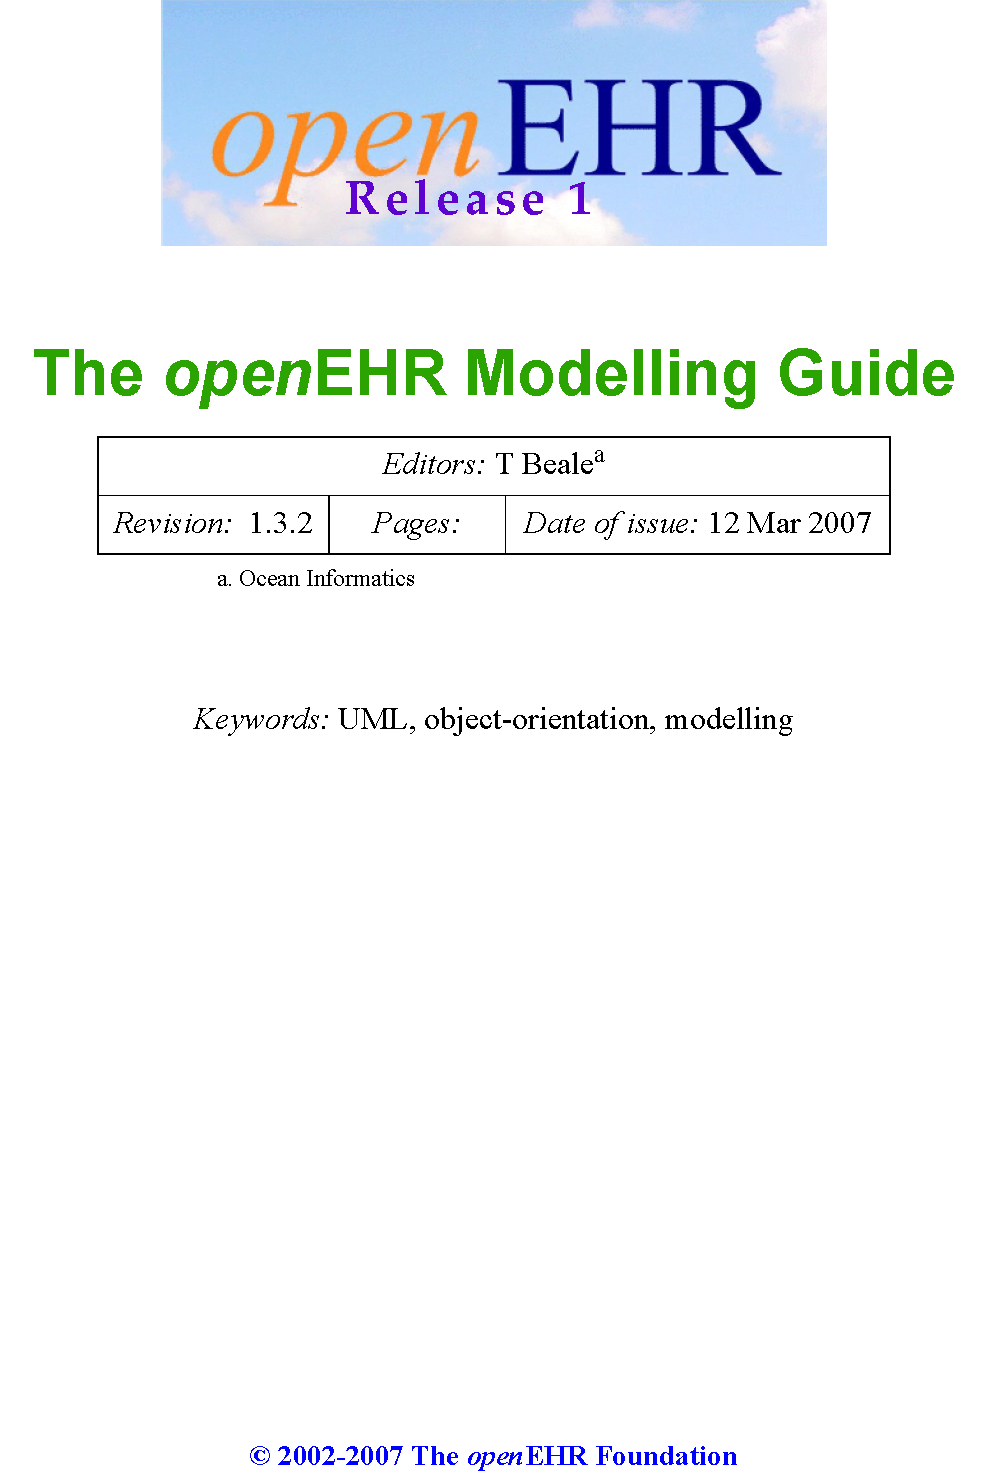 openEHR
Release 1
The openEHR Modelling Guide
Editors: T Beale^a
Revision: 1.3.2 Pages: Date of issue: 12 Mar 2007
a. Ocean Informatics
Keywords: UML, object-orientation, modelling
© 2002-2007 The openEHR Foundation